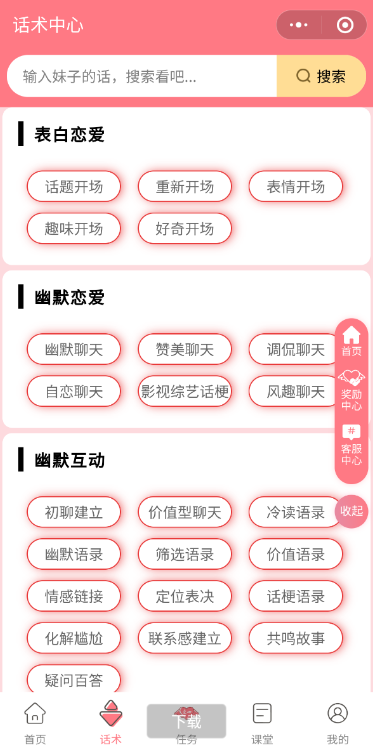 话术中心
输入妹子的话，搜索看吧...
搜索
表白恋爱
话题开场 重新开场 表情开场
趣味开场 好奇开场
幽默恋爱
幽默聊天 赞美聊天 调侃聊天
自恋聊天 影视综艺话梗 风趣聊天
首页
奖励
中心
#
客服
中心
收起
幽默互动
初聊建立 价值型聊天 冷读语录
幽默语录 筛选语录 价值语录
情感链接 定位表决 话梗语录
化解尴尬 联系感建立 共鸣故事
疑问百答
下载
首页 话术 任务 课堂 我的